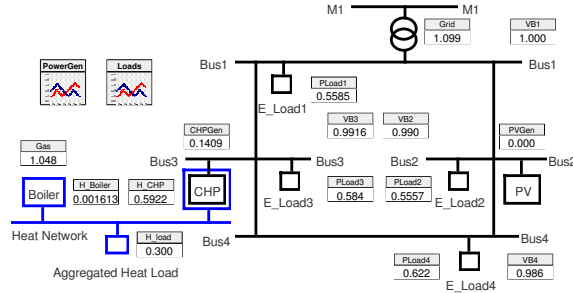 M1 M1
Grid
1.099
VB1
1.000
Bus1 Bus1
PowerGen Loads
PLoad1
0.5585
E_Load1
VB3 VB2
0.9916 0.990
CHPGen
0.1409
PVGen
0.000
Gas
1.048
Bus3 Bus3 Bus2 Bus2
Boiler
H_Boiler H_CHP
0.001613 0.5922
CHP
PLoad3 PLoad2
0.584 0.5557
PV
E_Load3 E_Load2
Heat Network
H_load
0.300
Bus4 Bus4
Aggregated Heat Load
PLoad4
0.622
VB4
0.986
E_Load4